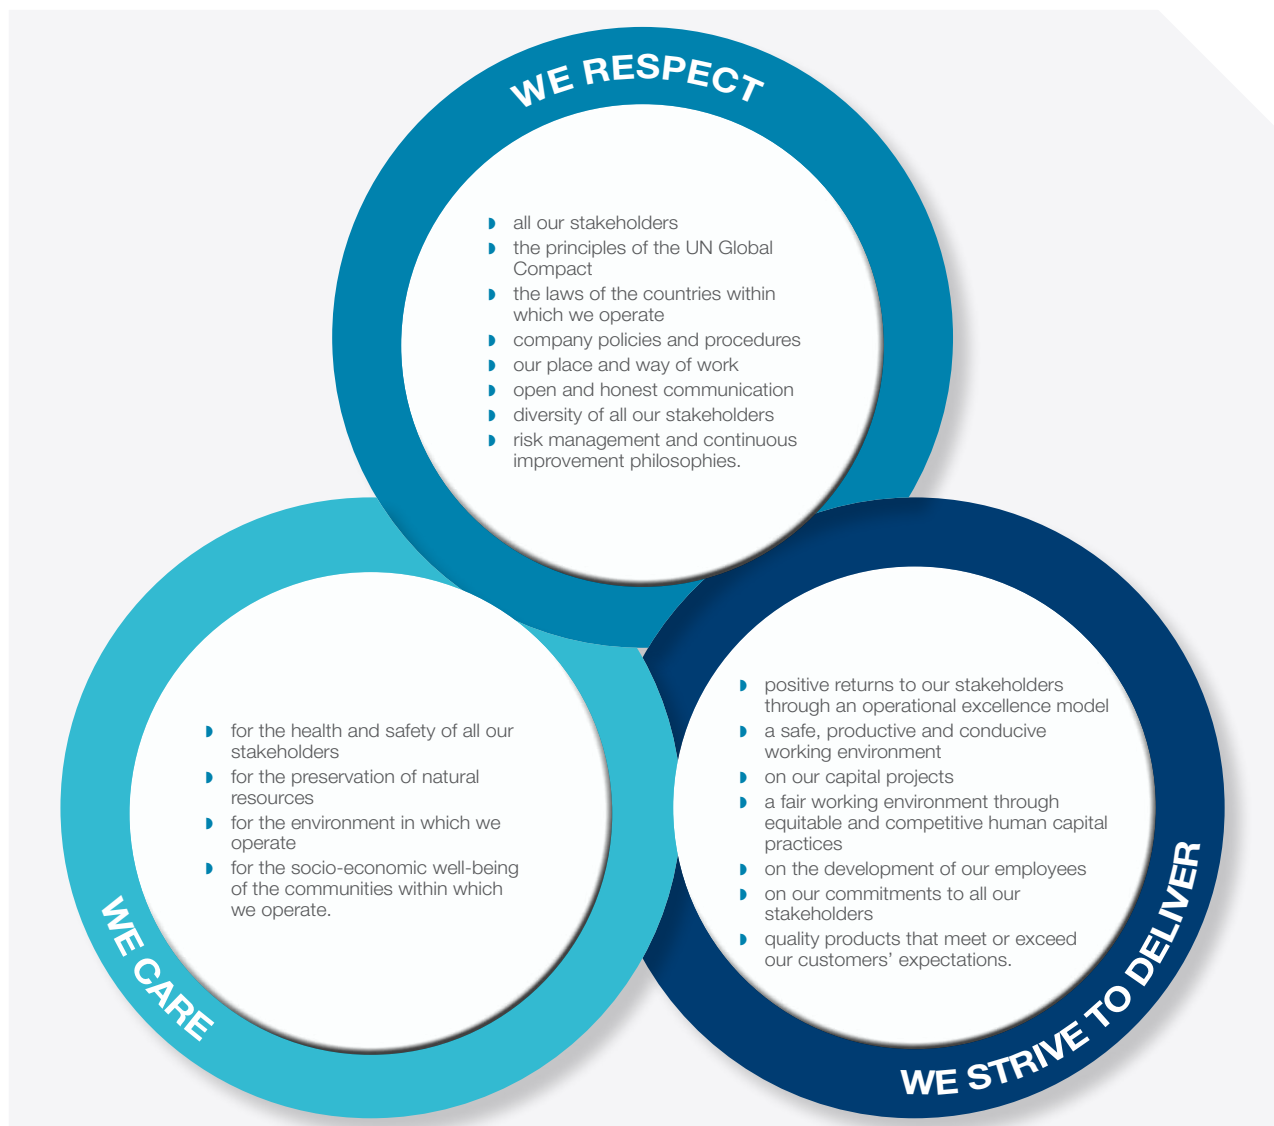 WE RESPECT
all our stakeholders
the principles of the UN Global
Compact
the laws of the countries within
which we operate
company policies and procedures
our place and way of work
open and honest communication
diversity of all our stakeholders
risk management and continuous
improvement philosophies.
WE CARE
for the health and safety of all our
stakeholders
for the preservation of natural
resources
for the environment in which we
operate
for the socio-economic well-being
of the communities within which
we operate.
WE STRIVE TO DELIVER
positive returns to our stakeholders
through an operational excellence model
a safe, productive and conducive
working environment
on our capital projects
a fair working environment through
equitable and competitive human capital
practices
on the development of our employees
on our commitments to all our
stakeholders
quality products that meet or exceed
our customers’ expectations.